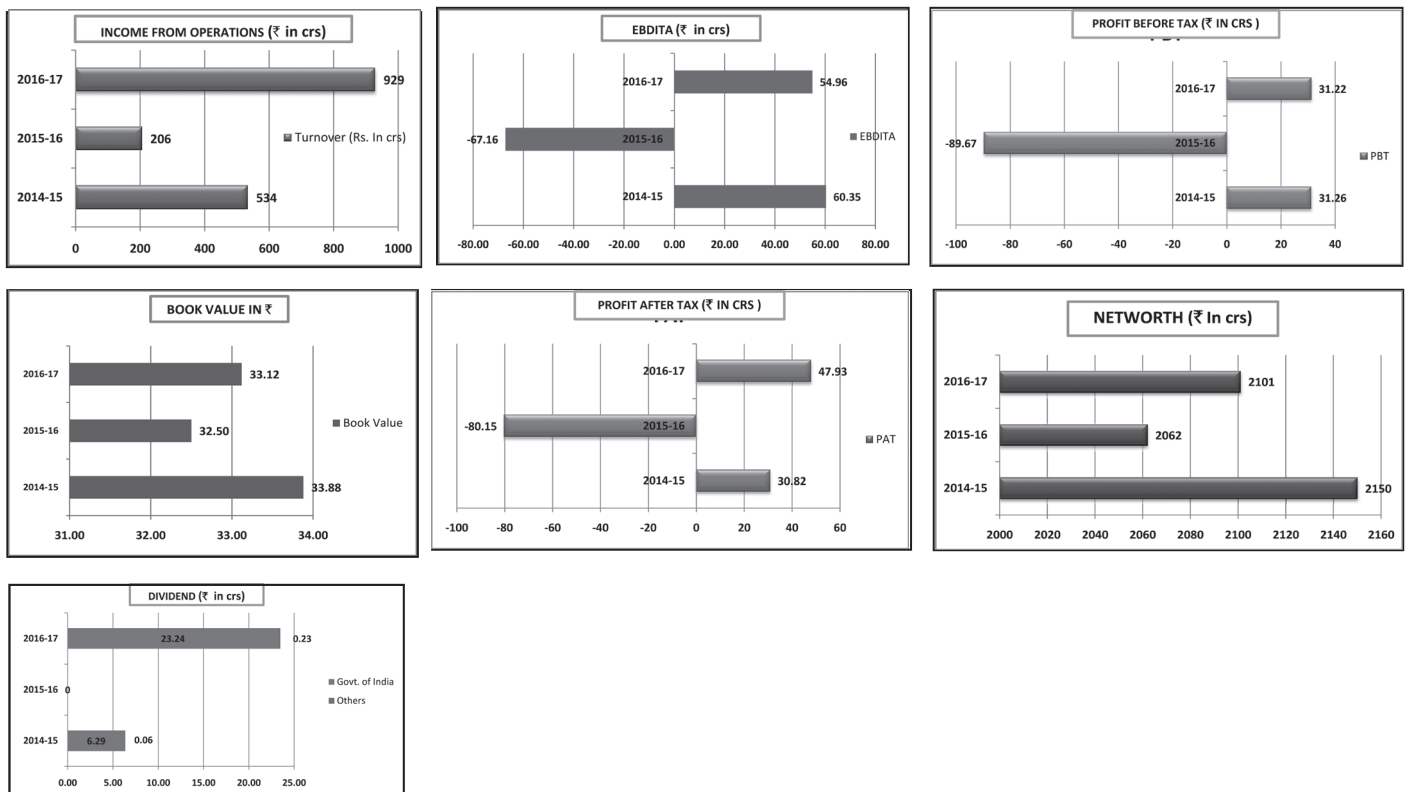 INCOME FROM OPERATIONS (₹ in crs)
2016-17
929
2015-16
206
Turnover (Rs. In crs)
2014-15
534
0 200 400 600 800 1000
EBDITA (₹ in crs)
2016-17
54.96
-67.16
2015-16
EBDITA
2014-15
60.35
-80.00 -60.00 -40.00 -20.00 0.00 20.00 40.00 60.00 80.00
PROFIT BEFORE TAX (₹ IN CRS )
2016-17
31.22
-89.67
2015-16
PBT
2014-15
31.26
-100 -80 -60 -40 -20 0 20 40
BOOK VALUE IN ₹
2016-17
33.12
2015-16
32.50
Book Value
2014-15
33.88
31.00 32.00 33.00 34.00
PROFIT AFTER TAX (₹ IN CRS )
2016-17
47.93
-80.15
2015-16
PAT
2014-15
30.82
-100 -80 -60 -40 -20 0 20 40 60
NETWORTH (₹ In crs)
2016-17
2101
2015-16
2062
2014-15
2150
2000 2020 2040 2060 2080 2100 2120 2140 2160
DIVIDEND (₹ in crs)
2016-17
23.24
0.23
2015-16
0
Govt. of India
Others
2014-15
6.29
0.06
0.00 5.00 10.00 15.00 20.00 25.00